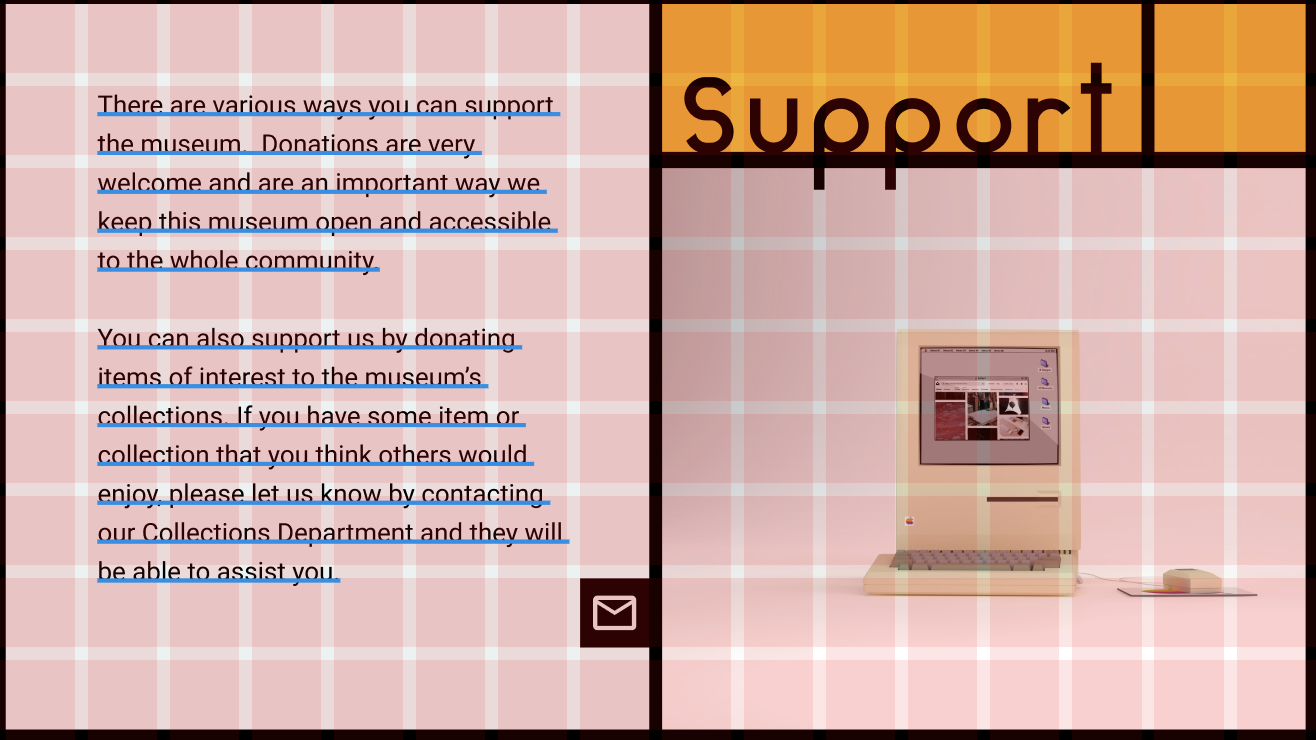 There are various ways you can support
the museum.  Donations are very
welcome and are an important way we
keep this museum open and accessible
to the whole community.
You can also support us by donating
items of interest to the museum’s
collections. If you have some item or
collection that you think others would
enjoy, please let us know by contacting
our Collections Department and they will
be able to assist you.
Support